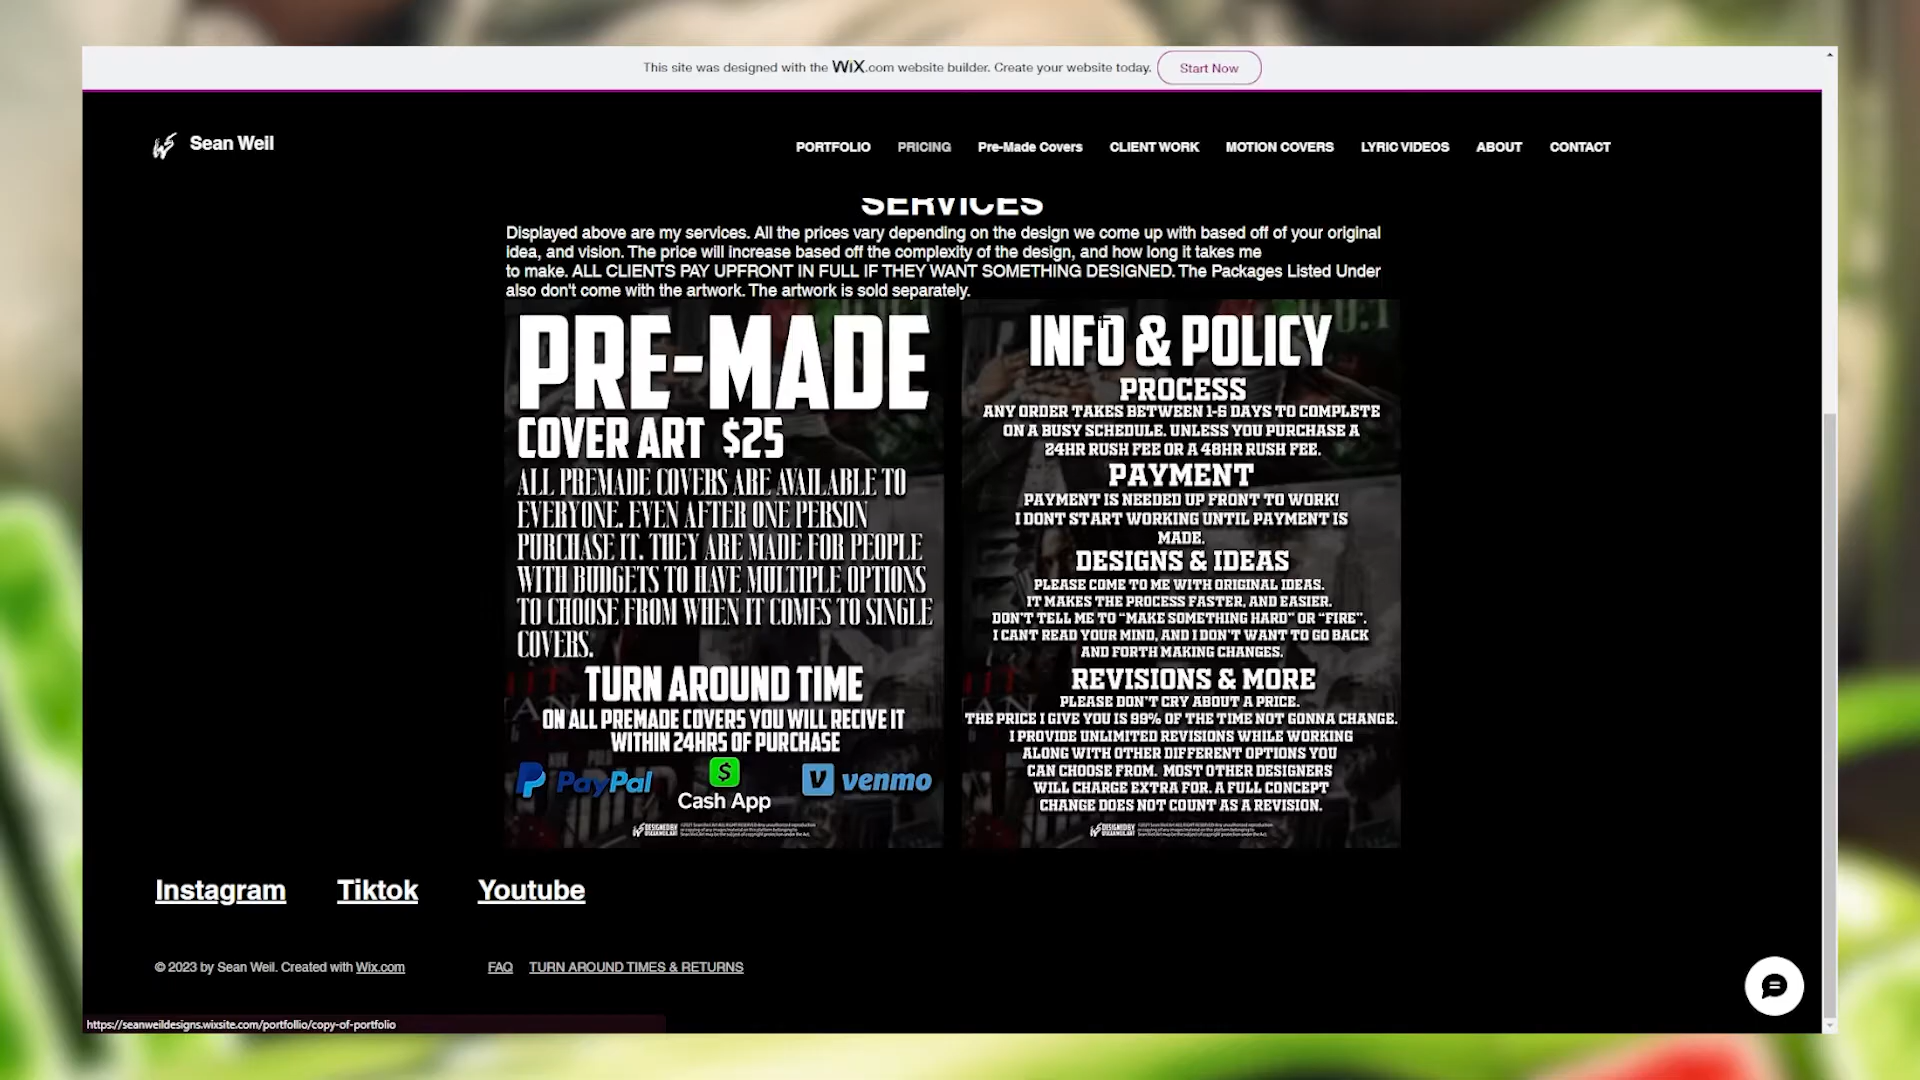 This site was designed with the WiX.com website builder. Create your website today. Start Now
Sean Weil
PORTFOLIO PRICING Pre-Made Covers CLIENT WORK MOTION COVERS LYRIC VIDEOS ABOUT CONTACT
SERVICES
Displayed above are my services. All the prices vary depending on the design we come up with based off of your original
idea, and vision. The price will increase based off the complexity of the design, and how long it takes me
to make. ALL CLIENTS PAY UPFRONT IN FULL IF THEY WANT SOMETHING DESIGNED. The Packages Listed Under
also don't come with the artwork. The artwork is sold separately.
PRE-MADE
COVER ART $25
ALL PREMADE COVERS ARE AVAILABLE TO
EVERYONE. EVEN AFTER ONE PERSON
PURCHASE IT. THEY ARE MADE FOR PEOPLE
WITH BUDGETS TO HAVE MULTIPLE OPTIONS
TO CHOOSE FROM WHEN IT COMES TO SINGLE
COVERS.
TURN AROUND TIME
ON ALL PREMADE COVERS YOU WILL RECIVE IT
WITHIN 24HRS OF PURCHASE
PayPal
Cash App
venmo
DESIGNED BY
INFO & POLICY
PROCESS
ANY ORDER TAKES BETWEEN 1-5 DAYS TO COMPLETE
ON A BUSY SCHEDULE. UNLESS YOU PURCHASE A
24HR RUSH FEE OR A 48HR RUSH FEE.
PAYMENT
PAYMENT IS NEEDED UP FRONT TO WORK!
I DONT START WORKING UNTIL PAYMENT IS
MADE.
DESIGNS & IDEAS
PLEASE COME TO ME WITH ORIGINAL IDEAS.
IT MAKES THE PROCESS FASTER, AND EASIER.
DON'T TELL ME TO "MAKE SOMETHING HARD" OR "FIRE".
I CANT READ YOUR MIND, AND I DON'T WANT TO GO BACK
AND FORTH MAKING CHANGES.
REVISIONS & MORE
PLEASE DON'T CRY ABOUT A PRICE.
THE PRICE I GIVE YOU IS 99% OF THE TIME NOT GONNA CHANGE.
I PROVIDE UNLIMITED REVISIONS WHILE WORKING
ALONG WITH OTHER DIFFERENT OPTIONS YOU
CAN CHOOSE FROM. MOST OTHER DESIGNERS
WILL CHARGE EXTRA FOR. A FULL CONCEPT
CHANGE DOES NOT COUNT AS A REVISION.
DESIGNED BY
Instagram Tiktok Youtube
© 2023 by Sean Weil. Created with Wix.com
FAQ TURN AROUND TIMES & RETURNS
https://seanweildesigns.wixsite.com/portfollio/copy-of-portfolio